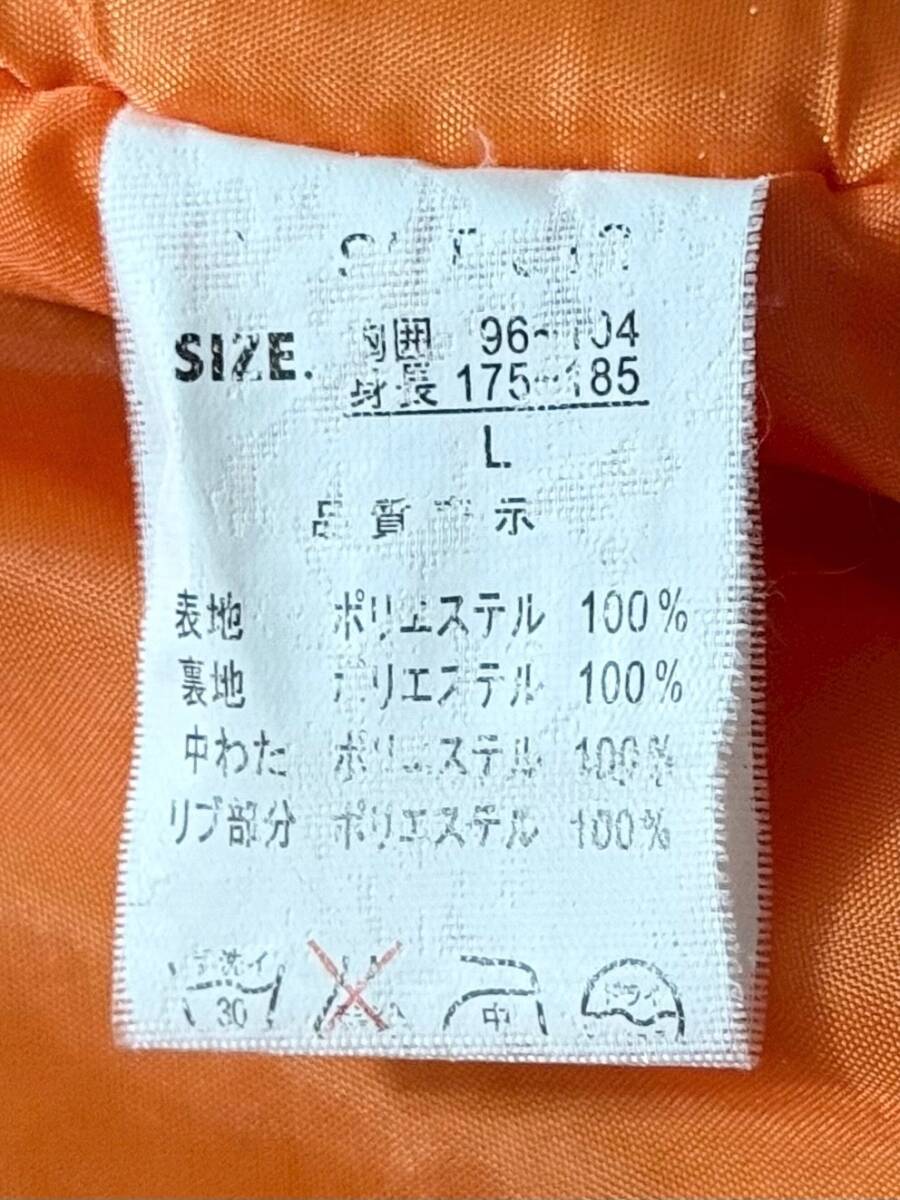 SIZE. 胸囲 96~104
身長 175~185
L
品質表示
表地 ポリエステル 100%
裏地 ポリエステル 100%
中わた ポリエステル 100%
リブ部分 ポリエステル 100%
手洗イ
30
中
ドライ